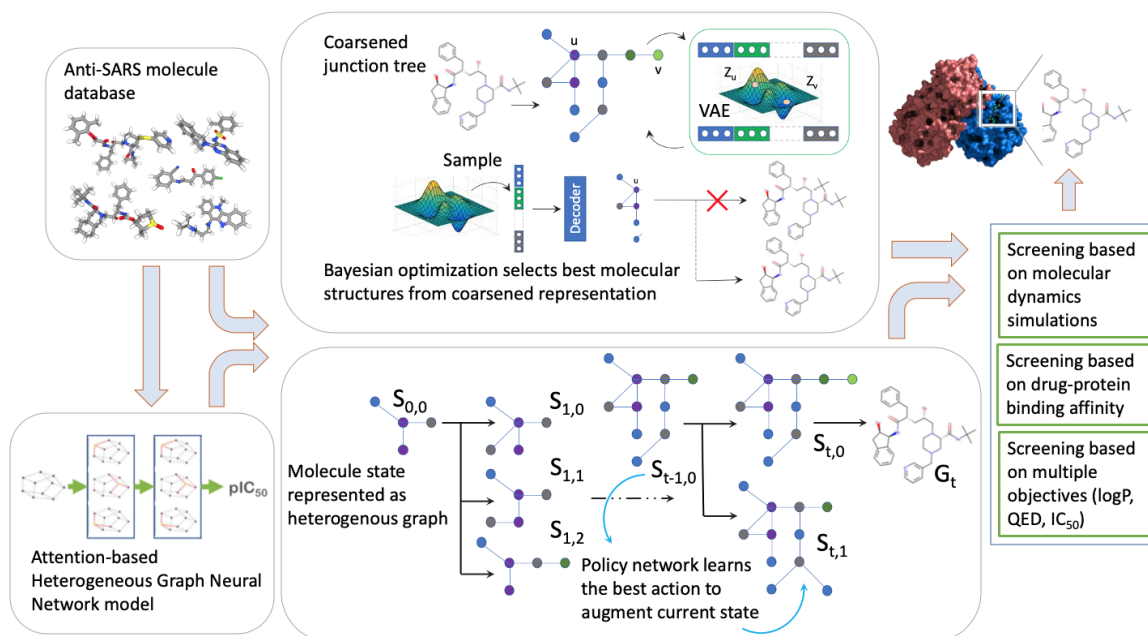 Anti-SARS molecule
database
Coarsened
junction tree
u
v
Zᵤ
Zᵥ
VAE
Sample
Decoder
u
Bayesian optimization selects best molecular
structures from coarsened representation
Screening based
on molecular
dynamics
simulations
Screening based
on drug-protein
binding affinity
Screening based
on multiple
objectives (logP,
QED, IC₅₀)
pIC₅₀
Attention-based
Heterogeneous Graph Neural
Network model
S₀,₀
S₁,₀
S₁,₁
S₁,₂
Sₜ₋₁,₀
Sₜ,₀
Sₜ,₁
Gₜ
Molecule state
represented as
heterogenous graph
Policy network learns
the best action to
augment current state